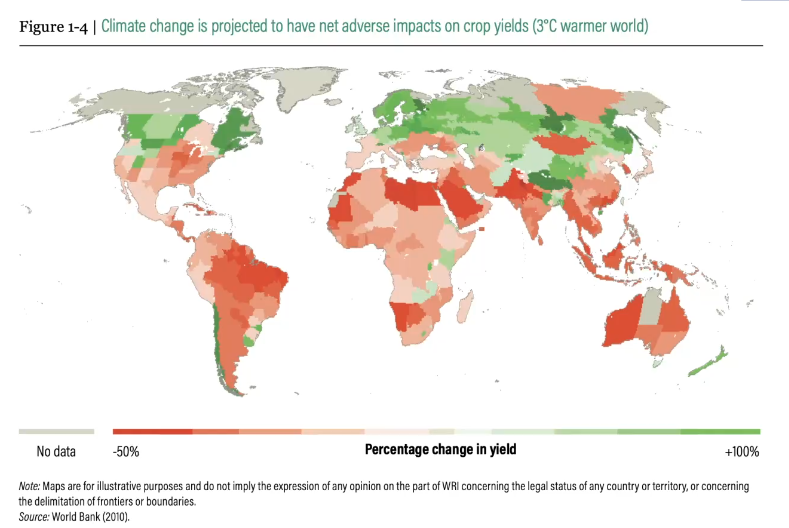 Figure 1-4 | Climate change is projected to have net adverse impacts on crop yields (3°C warmer world)
No data -50% Percentage change in yield +100%
Note: Maps are for illustrative purposes and do not imply the expression of any opinion on the part of WRI concerning the legal status of any country or territory, or concerning
the delimitation of frontiers or boundaries.
Source: World Bank (2010).